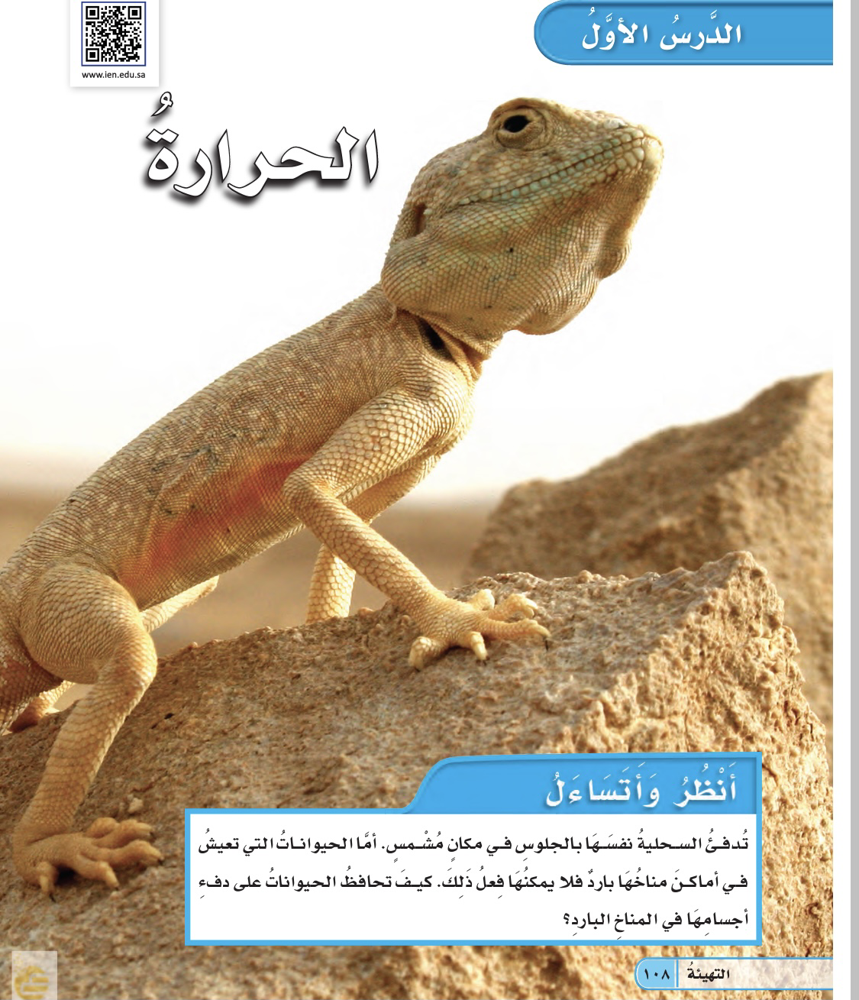 الدَّرسُ الأوَّلُ
www.ien.edu.sa
الحرارةُ
أَنْظُرُ وَأَتَسَاءَلُ
تُدفئُ السحليةُ نفسَهَا بالجلوسِ في مكانٍ مُشْمسٍ. أمَّا الحيواناتُ التي تعيشُ
في أماكنَ مناخُهَا باردٌ فلا يمكنُهَا فِعلُ ذَلِكَ. كيفَ تحافظُ الحيواناتُ على دفءِ
أجسامِهَا في المناخِ الباردِ؟
التهيئةُ ١٠٨